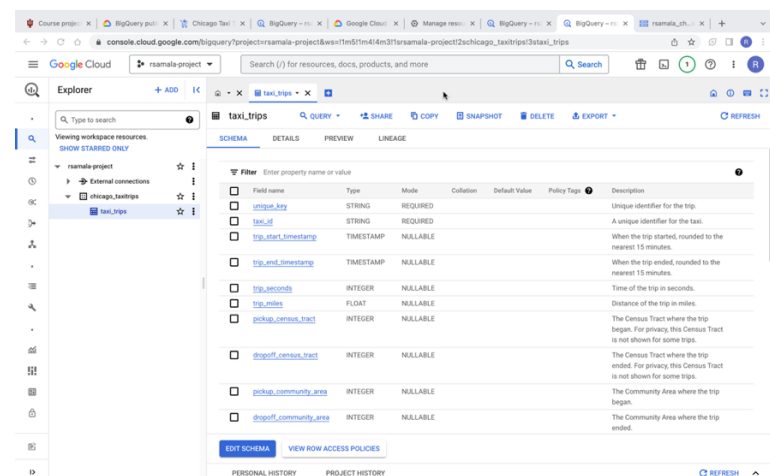 Course projec
BigQuery publ
Chicago Taxi T
BigQuery – rs
Google Cloud
Manage resou
BigQuery – rs
BigQuery – rs
rsamala_ch...
console.cloud.google.com/bigquery?project=rsamala-project&ws=!1m5!1m4!4m3!1srsamala-project!2schicago_taxitrips!3staxi_trips
R
Google Cloud
rsamala-project
Search (/) for resources, docs, products, and more
Search
1
R
Explorer
+ ADD
taxi_trips
Type to search
Viewing workspace resources.
SHOW STARRED ONLY
rsamala-project
External connections
chicago_taxitrips
taxi_trips
taxi_trips
QUERY
SHARE
COPY
SNAPSHOT
DELETE
EXPORT
REFRESH
SCHEMA DETAILS PREVIEW LINEAGE
Filter Enter property name or value
Field name Type Mode Collation Default Value Policy Tags Description
unique_key STRING REQUIRED Unique identifier for the trip.
taxi_id STRING REQUIRED A unique identifier for the taxi.
trip_start_timestamp TIMESTAMP NULLABLE When the trip started, rounded to the
nearest 15 minutes.
trip_end_timestamp TIMESTAMP NULLABLE When the trip ended, rounded to the
nearest 15 minutes.
trip_seconds INTEGER NULLABLE Time of the trip in seconds.
trip_miles FLOAT NULLABLE Distance of the trip in miles.
pickup_census_tract INTEGER NULLABLE The Census Tract where the trip
began. For privacy, this Census Tract
is not shown for some trips.
dropoff_census_tract INTEGER NULLABLE The Census Tract where the trip
ended. For privacy, this Census Tract
is not shown for some trips.
pickup_community_area INTEGER NULLABLE The Community Area where the trip
began.
dropoff_community_area INTEGER NULLABLE The Community Area where the trip
ended.
EDIT SCHEMA VIEW ROW ACCESS POLICIES
PERSONAL HISTORY PROJECT HISTORY REFRESH